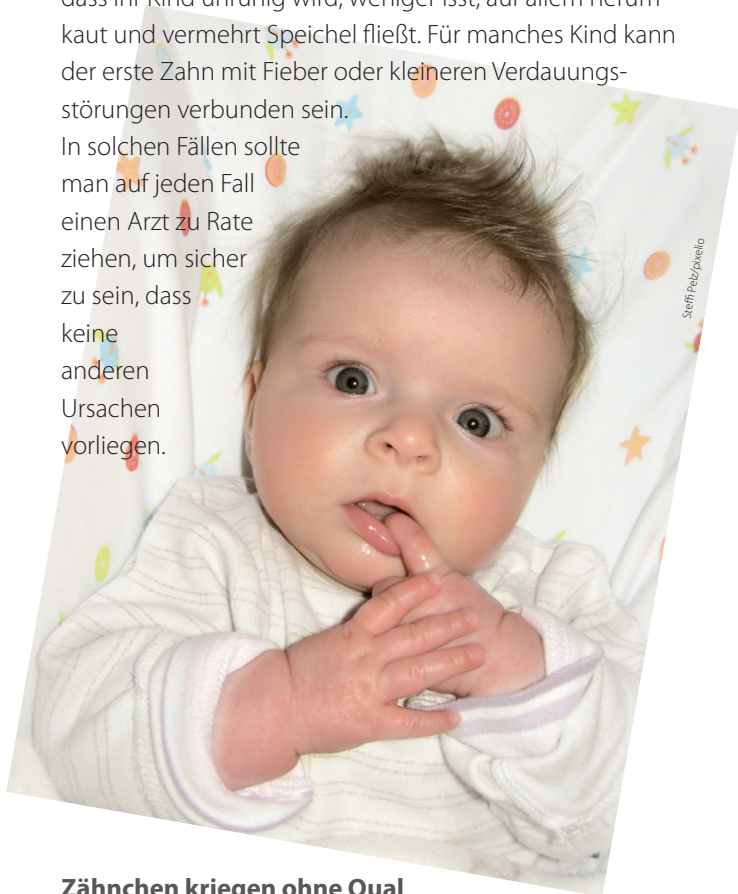 dass Ihr Kind unruhig wird, weniger isst, auf allem herum-
kaut und vermehrt Speichel fließt. Für manches Kind kann
der erste Zahn mit Fieber oder kleineren Verdauungs-
störungen verbunden sein.
In solchen Fällen sollte
man auf jeden Fall
einen Arzt zu Rate
ziehen, um sicher
zu sein, dass
keine
anderen
Ursachen
vorliegen.
Steffi Pelz/pixelio
Zähnchen kriegen ohne Qual